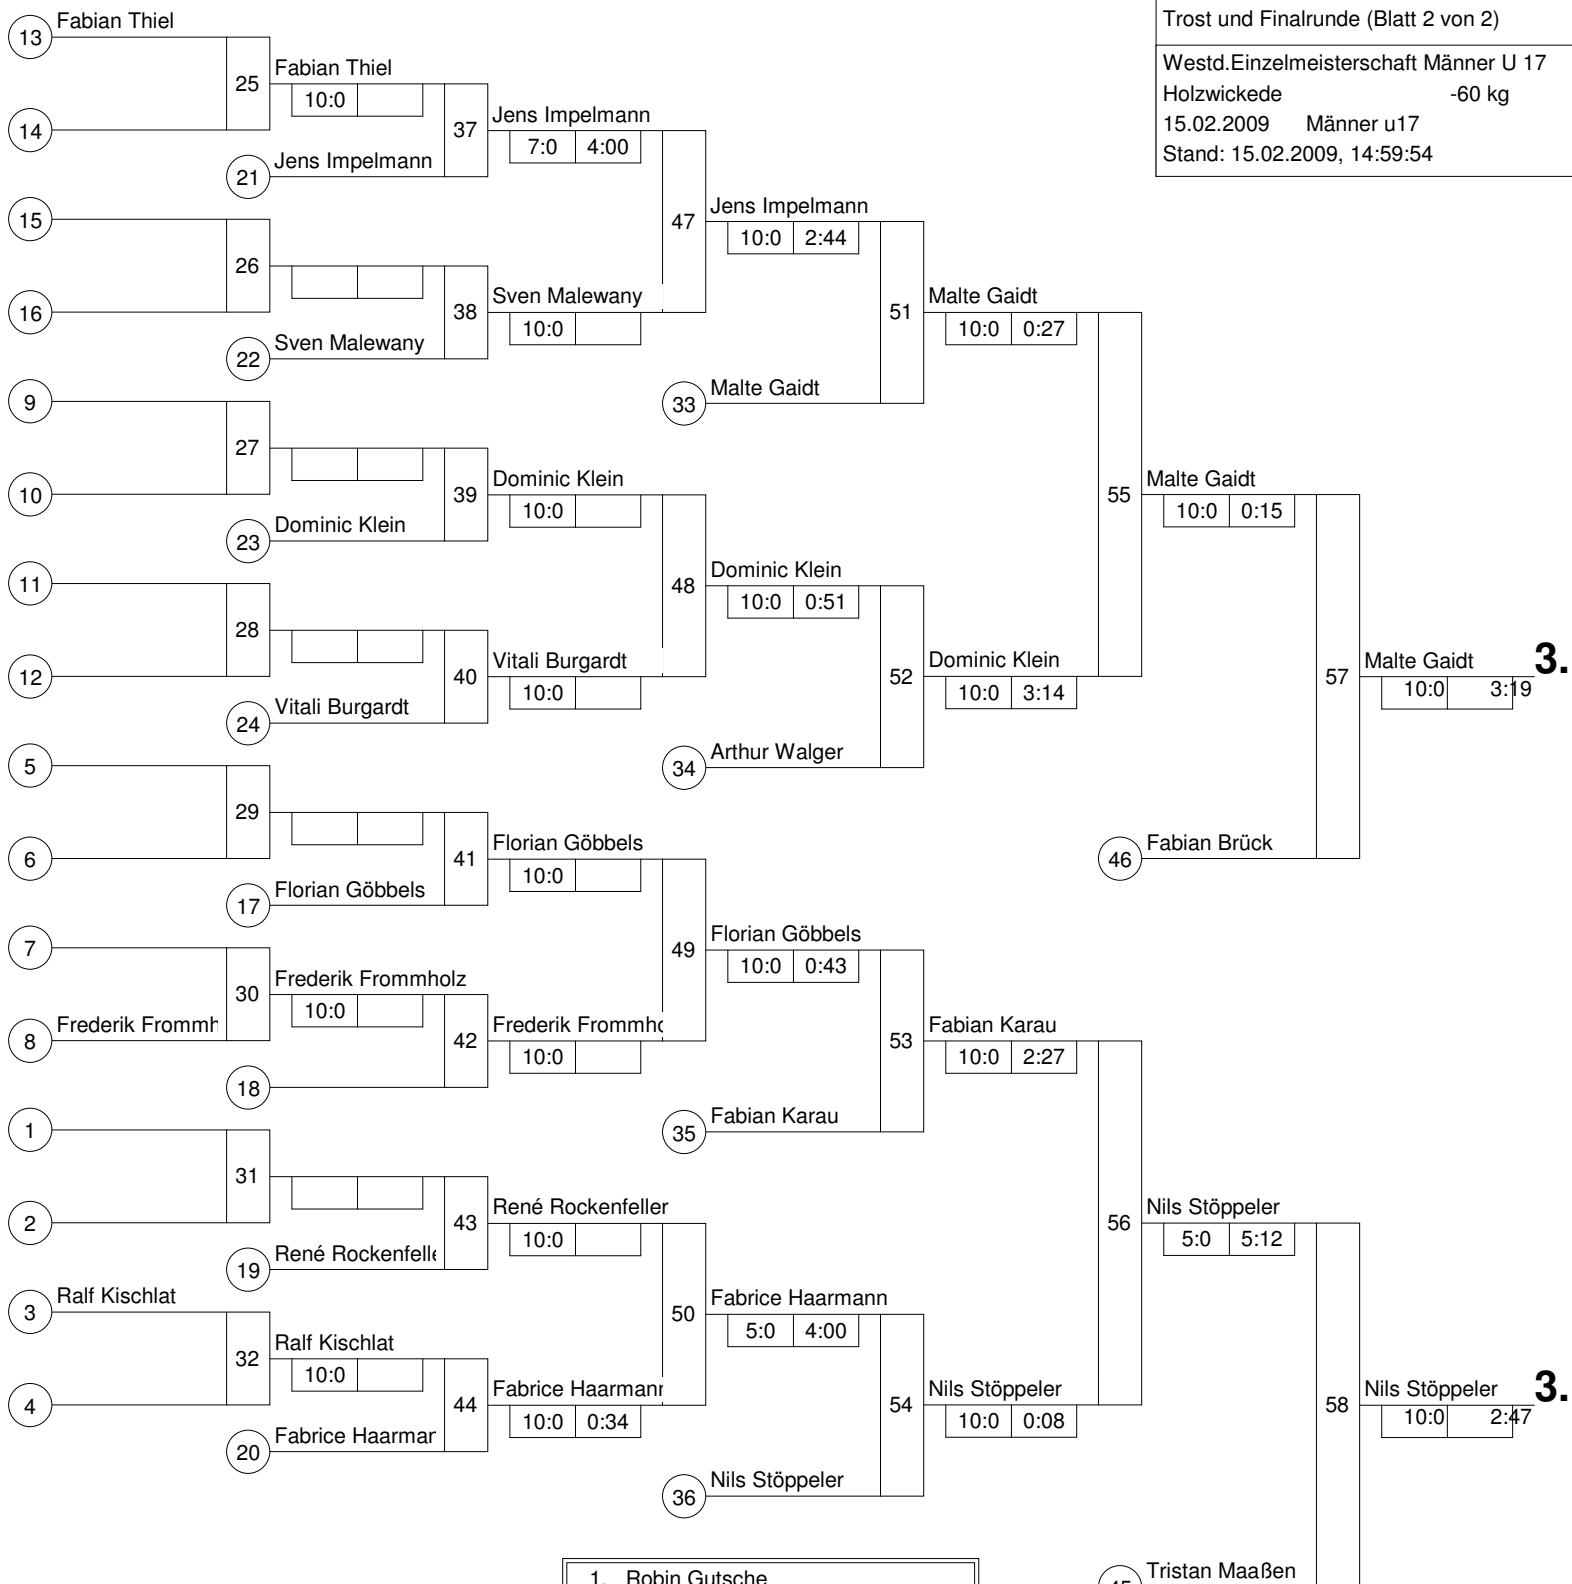 Trost und Finalrunde (Blatt 2 von 2)
Westd.Einzelmeisterschaft Männer U 17
Holzwickede -60 kg
15.02.2009 Männer u17
Stand: 15.02.2009, 14:59:54
13 Fabian Thiel
25
Fabian Thiel
10:0
14
37
Jens Impelmann
7:0 4:00
21 Jens Impelmann
15
47
Jens Impelmann
10:0 2:44
26
16
38
Sven Malewany
10:0
22 Sven Malewany
51
Malte Gaidt
10:0 0:27
33 Malte Gaidt
9
27
10
39
Dominic Klein
10:0
23 Dominic Klein
55
Malte Gaidt
10:0 0:15
11
48
Dominic Klein
10:0 0:51
28
12
40
Vitali Burgardt
10:0
24 Vitali Burgardt
52
Dominic Klein
10:0 3:14
34 Arthur Walger
57
Malte Gaidt 3.
10:0 3:19
5
29
6
41
Florian Göbbels
10:0
17 Florian Göbbels
46 Fabian Brück
7
49
Florian Göbbels
10:0 0:43
30
Frederik Frommholz
10:0
8 Frederik Frommh
42
Frederik Frommho
10:0
18
53
Fabian Karau
10:0 2:27
35 Fabian Karau
1
31
2
43
René Rockenfeller
10:0
19 René Rockenfelle
56
Nils Stöppeler
5:0 5:12
3 Ralf Kischlat
50
Fabrice Haarmann
5:0 4:00
32
Ralf Kischlat
10:0
4
44
Fabrice Haarmann
10:0 0:34
20 Fabrice Haarman
54
Nils Stöppeler
10:0 0:08
36 Nils Stöppeler
58
Nils Stöppeler 3.
10:0 2:47
45 Tristan Maaßen
1. Robin Gutsche